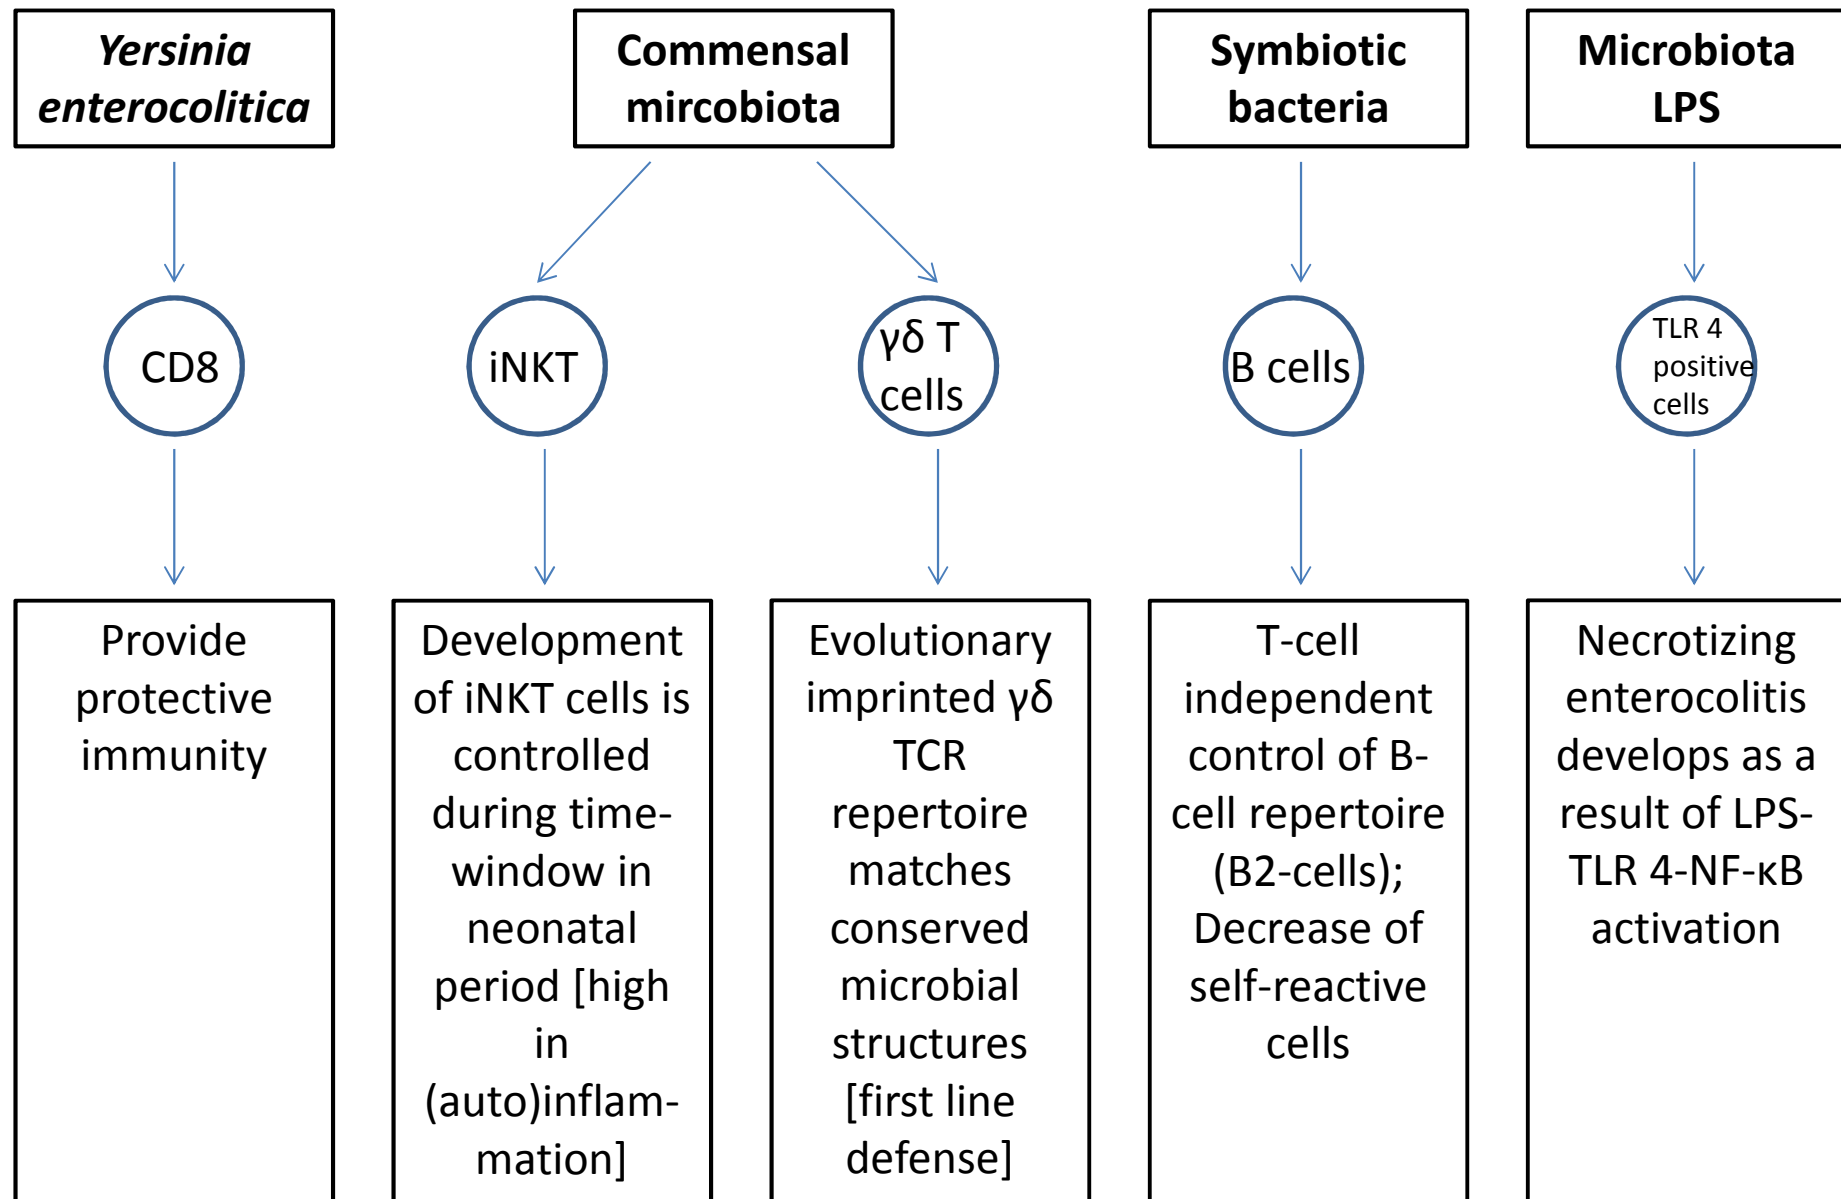 Yersinia
enterocolitica
Commensal
mircobiota
Symbiotic
bacteria
Microbiota
LPS
CD8
iNKT
γδ T
cells
B cells
TLR 4
positive
cells
Provide
protective
immunity
Development
of iNKT cells is
controlled
during time-
window in
neonatal
period [high
in
(auto)inflam-
mation]
Evolutionary
imprinted γδ
TCR
repertoire
matches
conserved
microbial
structures
[first line
defense]
T-cell
independent
control of B-
cell repertoire
(B2-cells);
Decrease of
self-reactive
cells
Necrotizing
enterocolitis
develops as a
result of LPS-
TLR 4-NF-κB
activation